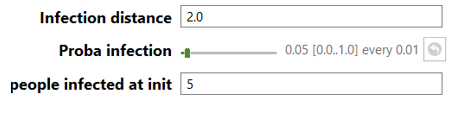 Infection distance 2.0
Proba infection 0.05 [0.0..1.0] every 0.01
people infected at init 5